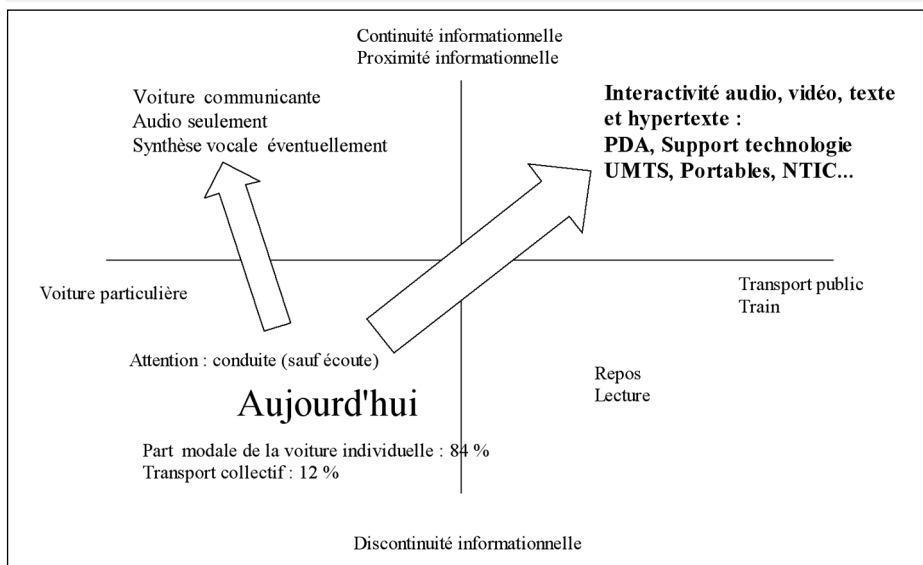 Continuité informationnelle
Proximité informationnelle
Voiture communicante
Audio seulement
Synthèse vocale éventuellement
Interactivité audio, vidéo, texte
et hypertexte :
PDA, Support technologie
UMTS, Portables, NTIC...
Voiture particulière
Transport public
Train
Attention : conduite (sauf écoute)
Aujourd'hui
Repos
Lecture
Part modale de la voiture individuelle : 84 %
Transport collectif : 12 %
Discontinuité informationnelle